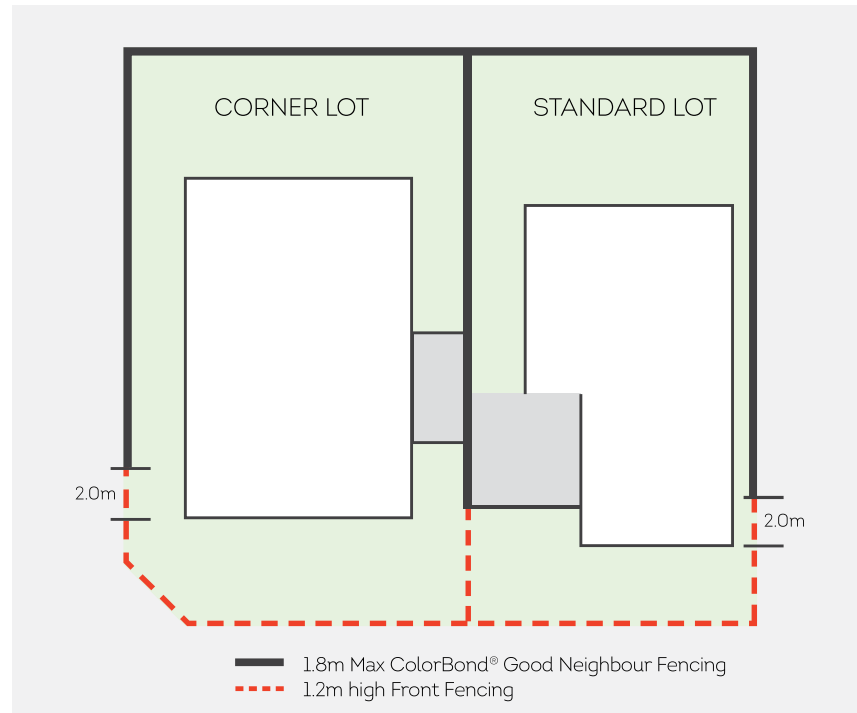 CORNER LOT
STANDARD LOT
2.0m
2.0m
1.8m Max ColorBond® Good Neighbour Fencing
1.2m high Front Fencing